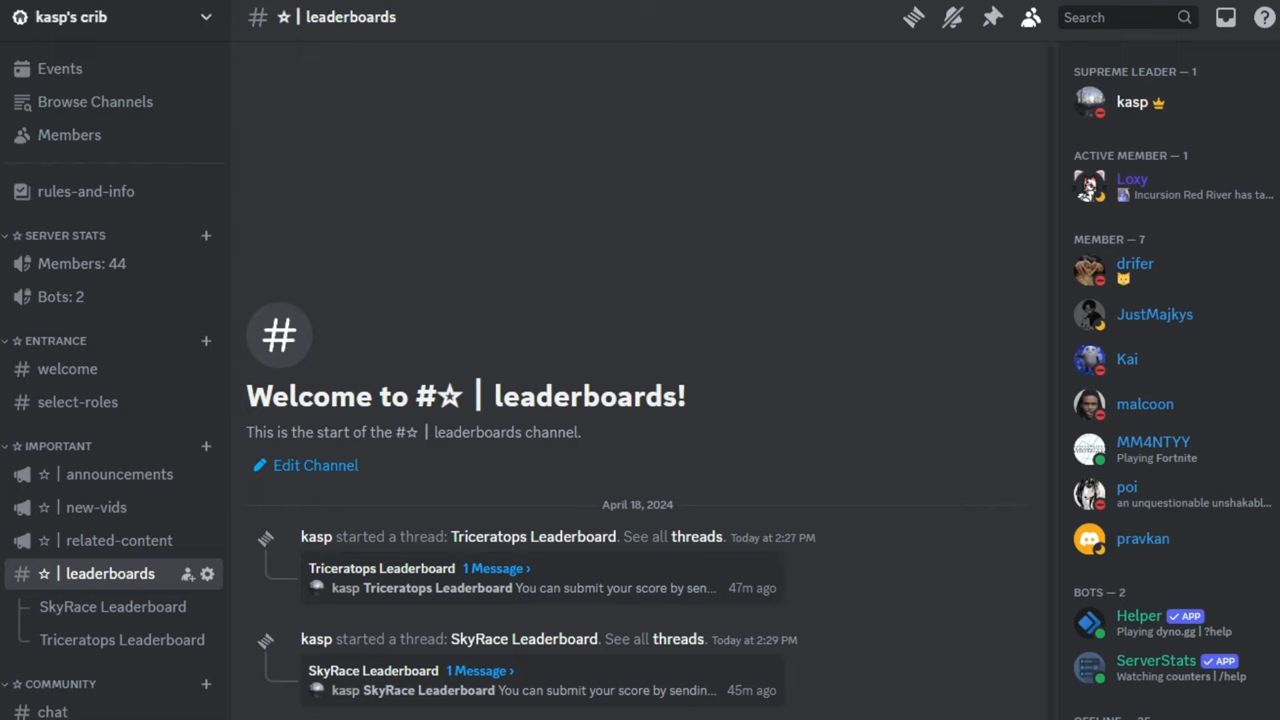 kasp's crib
Events
Browse Channels
Members
rules-and-info
☆ SERVER STATS
Members: 44
Bots: 2
☆ ENTRANCE
welcome
select-roles
☆ IMPORTANT
☆ | announcements
☆ | new-vids
☆ | related-content
☆ | leaderboards
SkyRace Leaderboard
Triceratops Leaderboard
☆ COMMUNITY
chat
# ☆ | leaderboards
Search
Welcome to #☆ | leaderboards!
This is the start of the #☆ | leaderboards channel.
Edit Channel
April 18, 2024
kasp started a thread: Triceratops Leaderboard. See all threads. Today at 2:27 PM
Triceratops Leaderboard 1 Message ›
kasp Triceratops Leaderboard You can submit your score by sen... 47m ago
kasp started a thread: SkyRace Leaderboard. See all threads. Today at 2:29 PM
SkyRace Leaderboard 1 Message ›
kasp SkyRace Leaderboard You can submit your score by sendin... 45m ago
SUPREME LEADER — 1
kasp
ACTIVE MEMBER — 1
Loxy
Incursion Red River has ta...
MEMBER — 7
drifer
JustMajkys
Kai
malcoon
MM4NTYY
Playing Fortnite
poi
an unquestionable unshakabl...
pravkan
BOTS — 2
Helper ✓ APP
Playing dyno.gg | ?help
ServerStats ✓ APP
Watching counters | /help